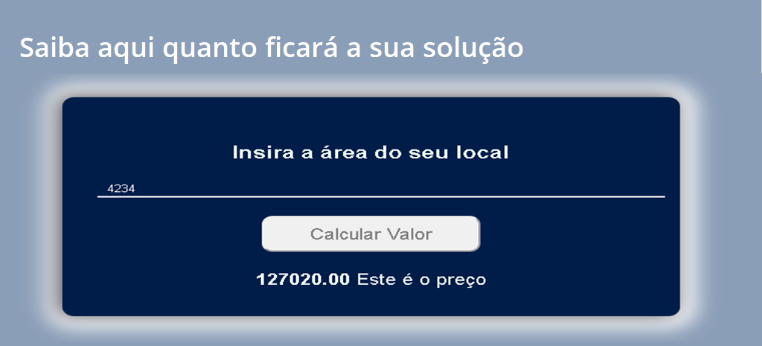 Saiba aqui quanto ficará a sua solução
Insira a área do seu local
4234
Calcular Valor
127020.00 Este é o preço